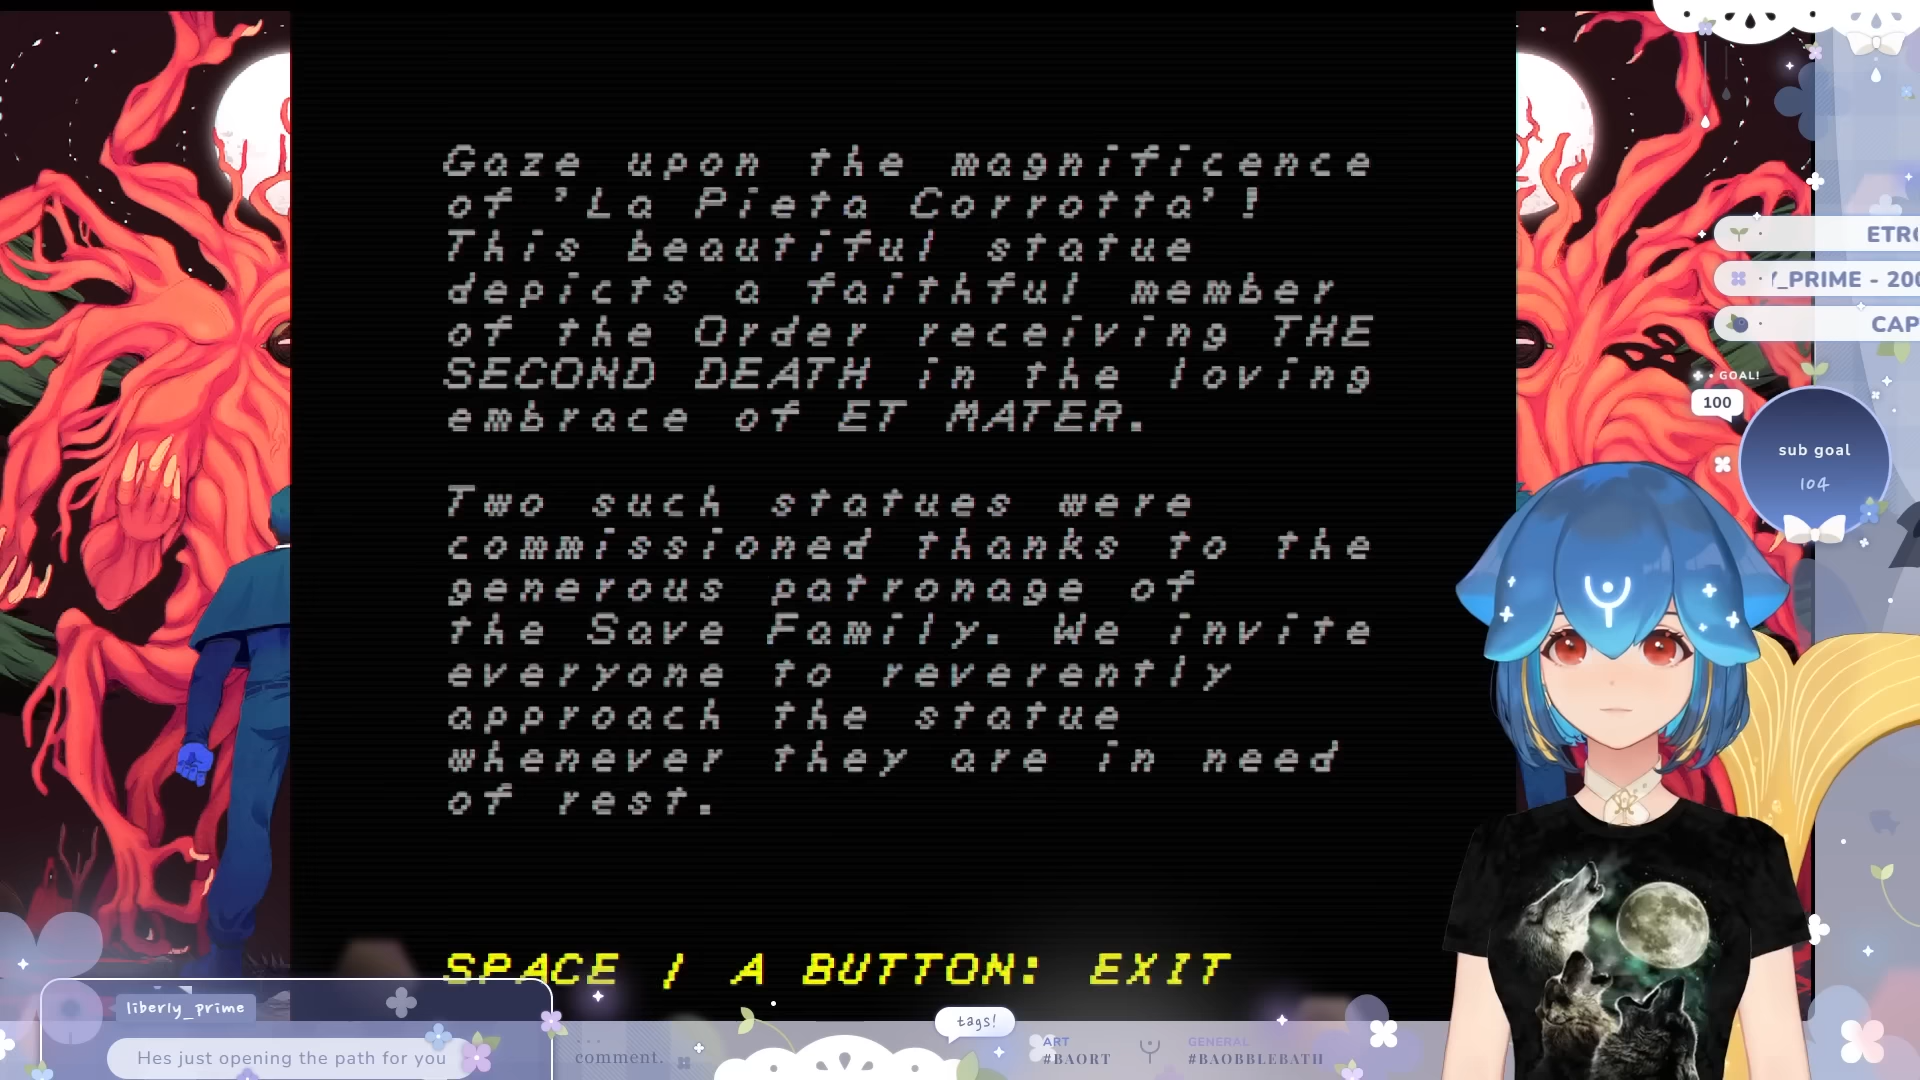 Gaze upon the magnificence
of 'La Pieta Corrotta'!
This beautiful statue
depicts a faithful member
of the Order receiving THE
SECOND DEATH in the loving
embrace of ET MATER.
Two such statues were
commissioned thanks to the
generous patronage of
the Save Family. We invite
everyone to reverently
approach the statue
whenever they are in need
of rest.
SPACE / A BUTTON: EXIT
ETR
Y_PRIME - 200
CAP
• GOAL!
100
sub goal
104
liberly_prime
Hes just opening the path for you
comment.
tags!
ART
#BAORT
GENERAL
#BAOBBLEBATH